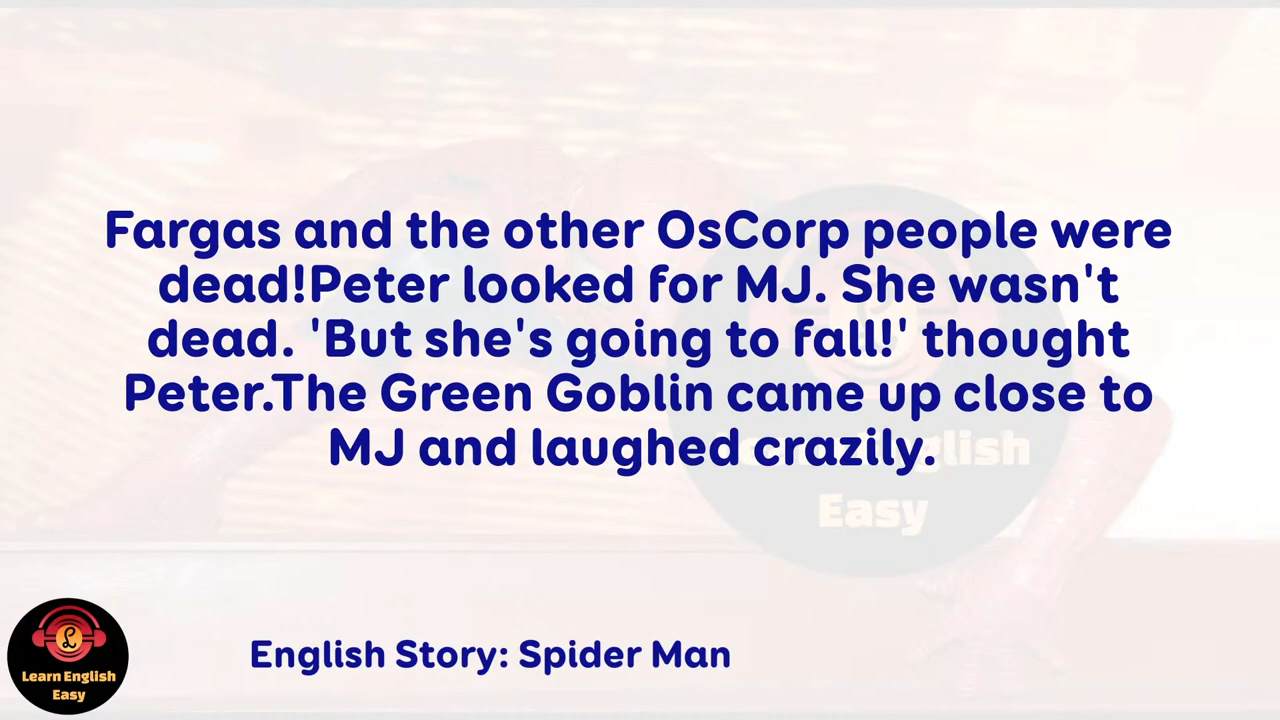 Fargas and the other OsCorp people were
dead!Peter looked for MJ. She wasn't
dead. 'But she's going to fall!' thought
Peter.The Green Goblin came up close to
MJ and laughed crazily.
English
Easy
English Story: Spider Man
Learn English
Easy